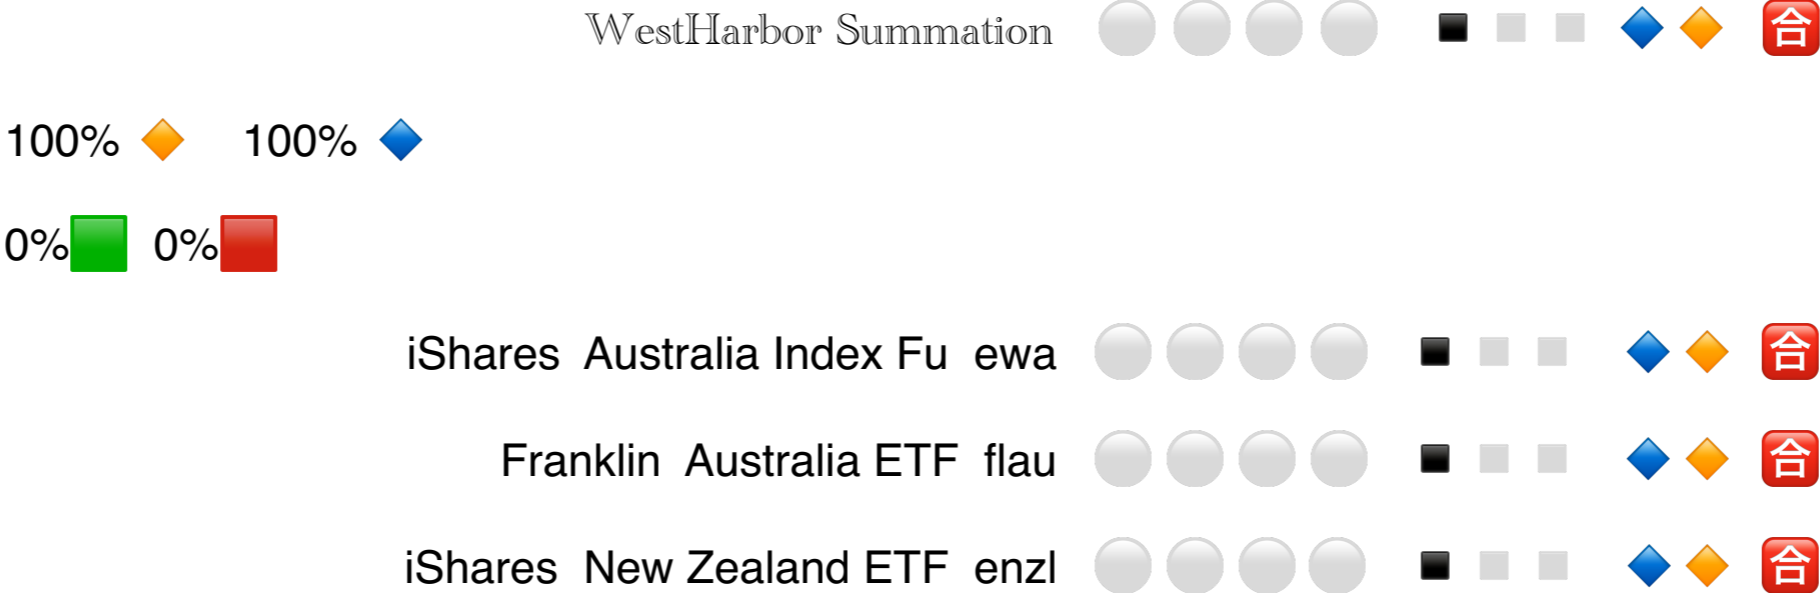 WestHarbor Summation ⚪⚪⚪⚪ ▪️◽◽ 🔷🔶 🈴
100% 🔶 100% 🔷
0%🟩 0%🟥
iShares Australia Index Fu ewa ⚪⚪⚪⚪ ▪️◽◽ 🔷🔶 🈴
Franklin Australia ETF flau ⚪⚪⚪⚪ ▪️◽◽ 🔷🔶 🈴
iShares New Zealand ETF enzl ⚪⚪⚪⚪ ▪️◽◽ 🔷🔶 🈴